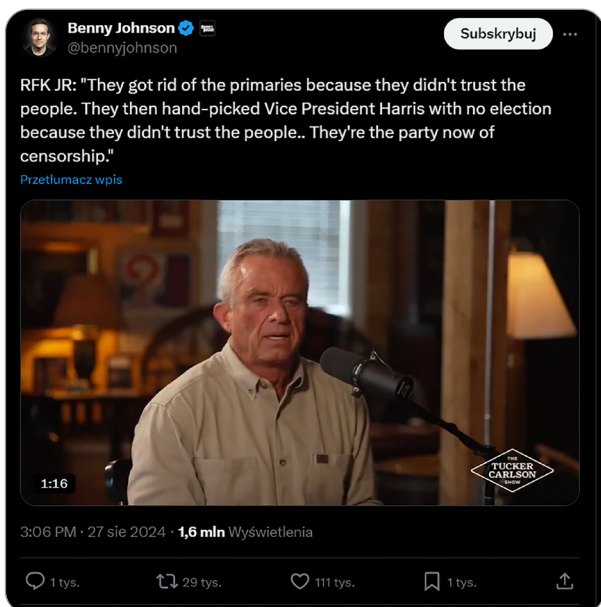 Benny Johnson
@bennyjohnson
Subskrybuj
RFK JR: "They got rid of the primaries because they didn't trust the
people. They then hand-picked Vice President Harris with no election
because they didn't trust the people.. They're the party now of
censorship."
Przetłumacz wpis
THE
TUCKER
CARLSON
SHOW
1:16
3:06 PM · 27 sie 2024 · 1,6 mln Wyświetlenia
1 tys.
29 tys.
111 tys.
1 tys.